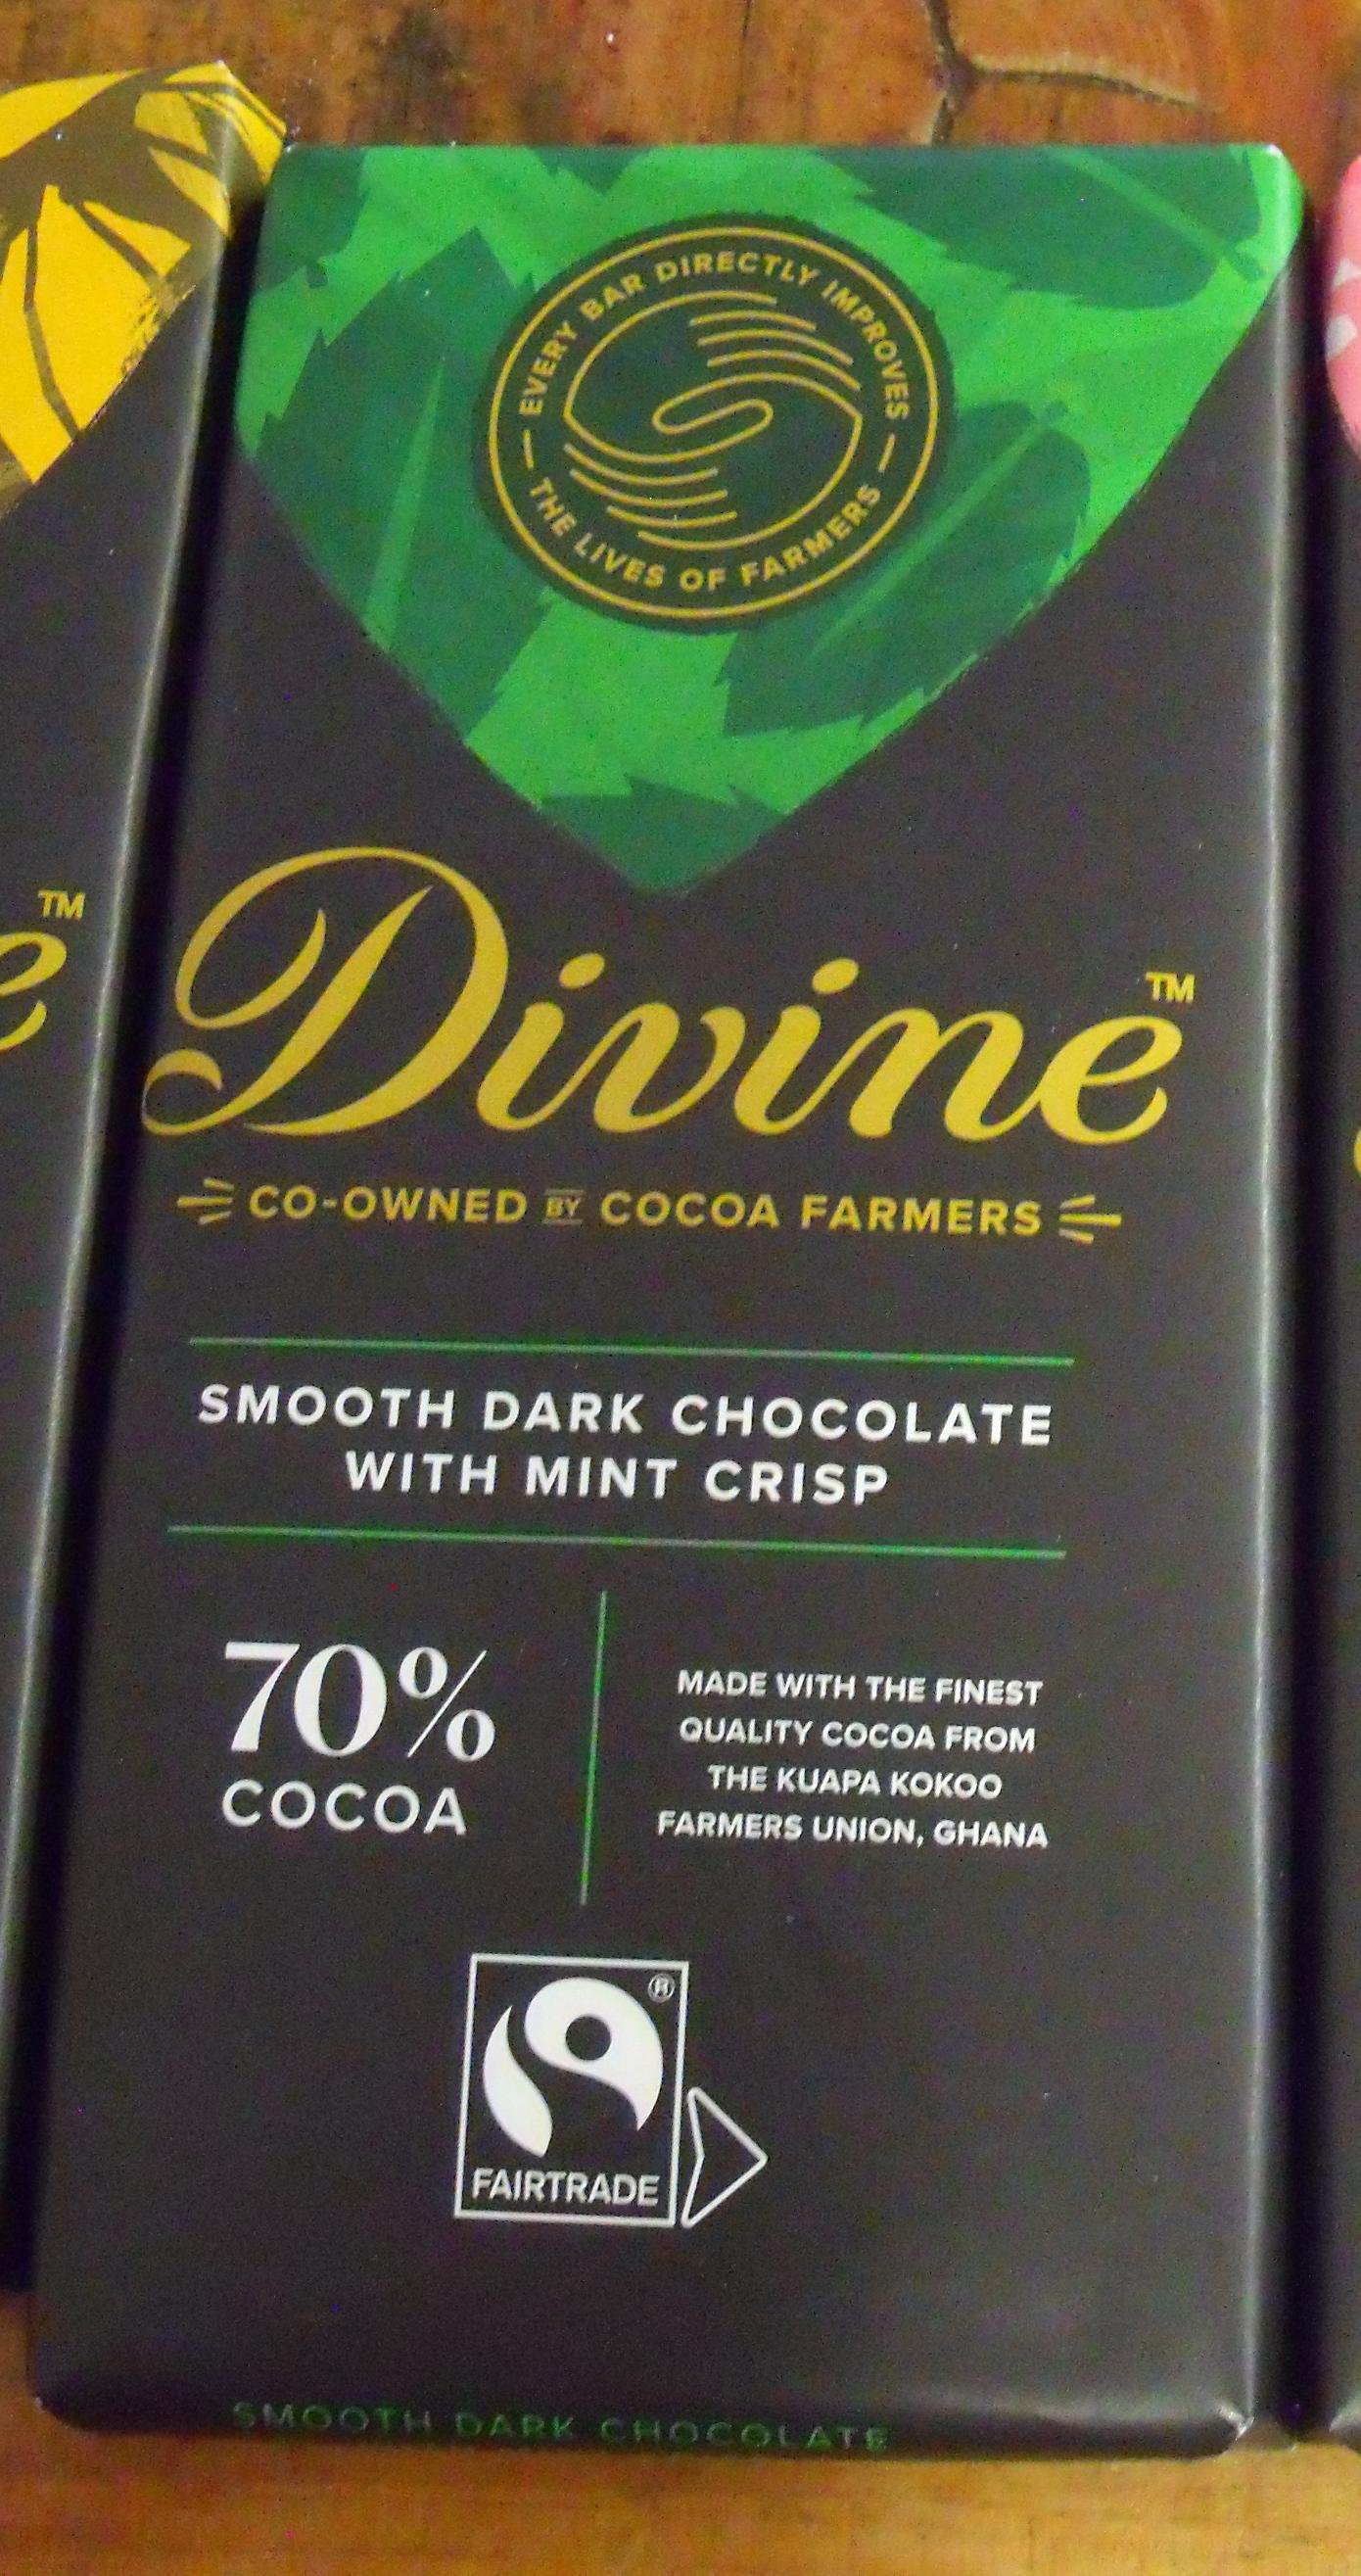 EVERY BAR DIRECTLY IMPROVES
THE LIVES OF FARMERS
e™
Divine™
CO-OWNED BY COCOA FARMERS
SMOOTH DARK CHOCOLATE
WITH MINT CRISP
70%
COCOA
MADE WITH THE FINEST
QUALITY COCOA FROM
THE KUAPA KOKOO
FARMERS UNION, GHANA
®
FAIRTRADE
SMOOTH DARK CHOCOLATE